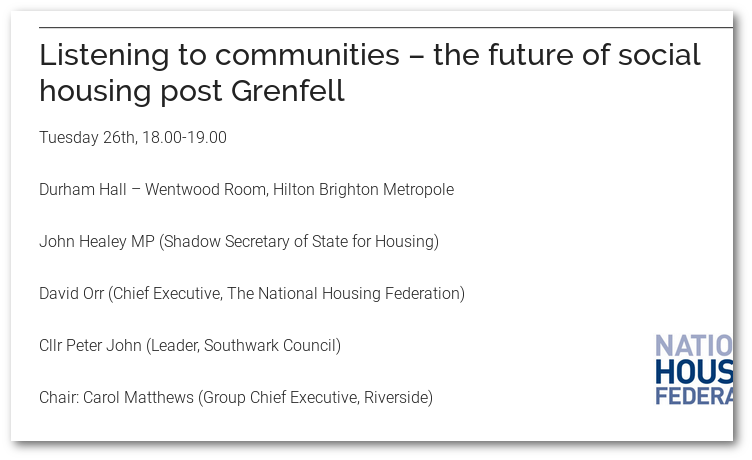 Listening to communities – the future of social
housing post Grenfell
Tuesday 26th, 18.00-19.00
Durham Hall – Wentwood Room, Hilton Brighton Metropole
John Healey MP (Shadow Secretary of State for Housing)
David Orr (Chief Executive, The National Housing Federation)
Cllr Peter John (Leader, Southwark Council)
Chair: Carol Matthews (Group Chief Executive, Riverside)
NATIO
HOUS
FEDERA